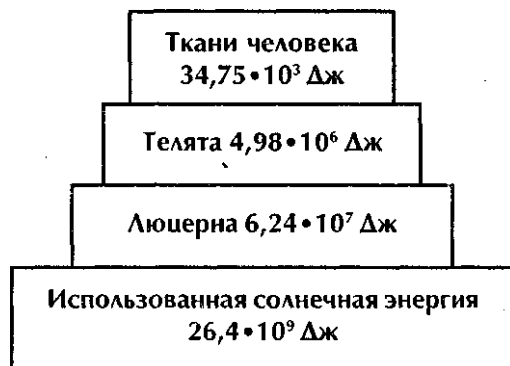 Ткани человека
34,75•10³ Дж
Телята 4,98•10⁶ Дж
Люцерна 6,24•10⁷ Дж
Использованная солнечная энергия
26,4•10⁹ Дж